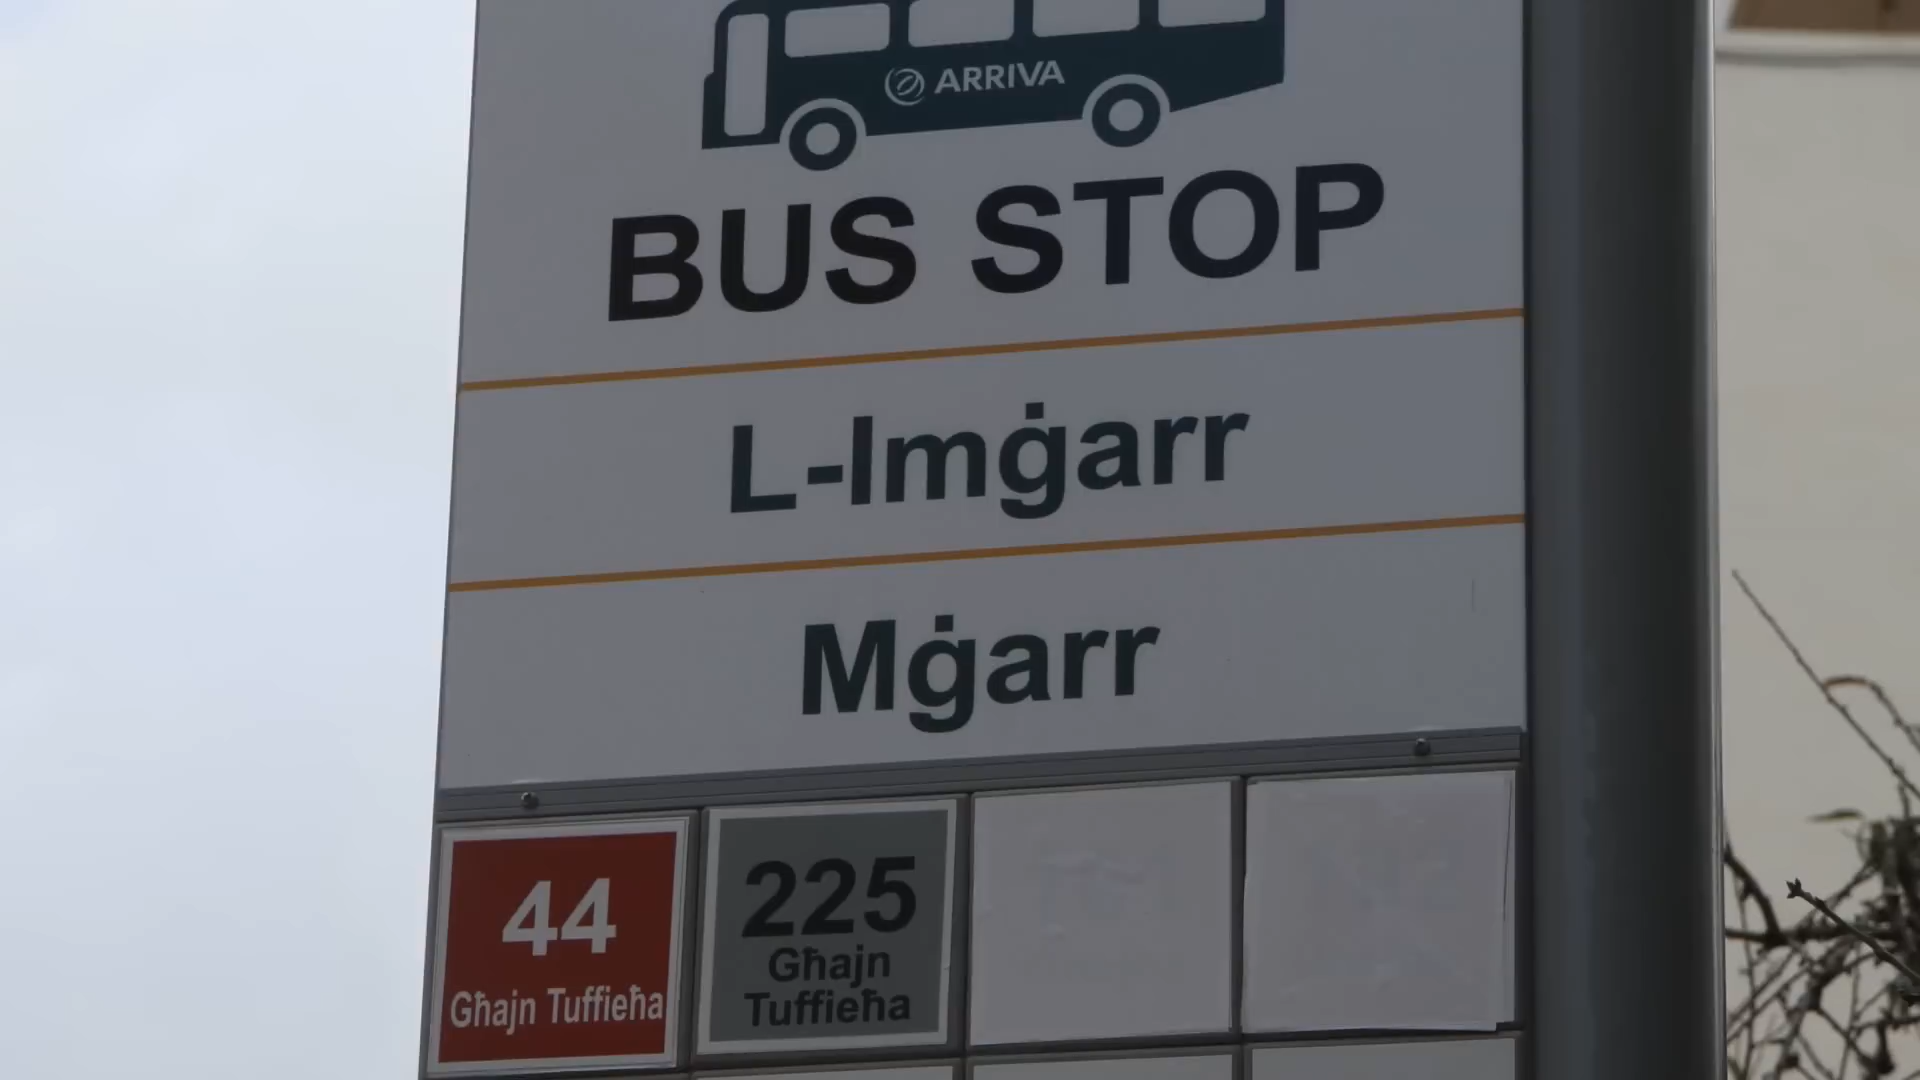 ARRIVA
BUS STOP
L-Imġarr
Mġarr
44
Għajn Tuffieħa
225
Għajn
Tuffieħa